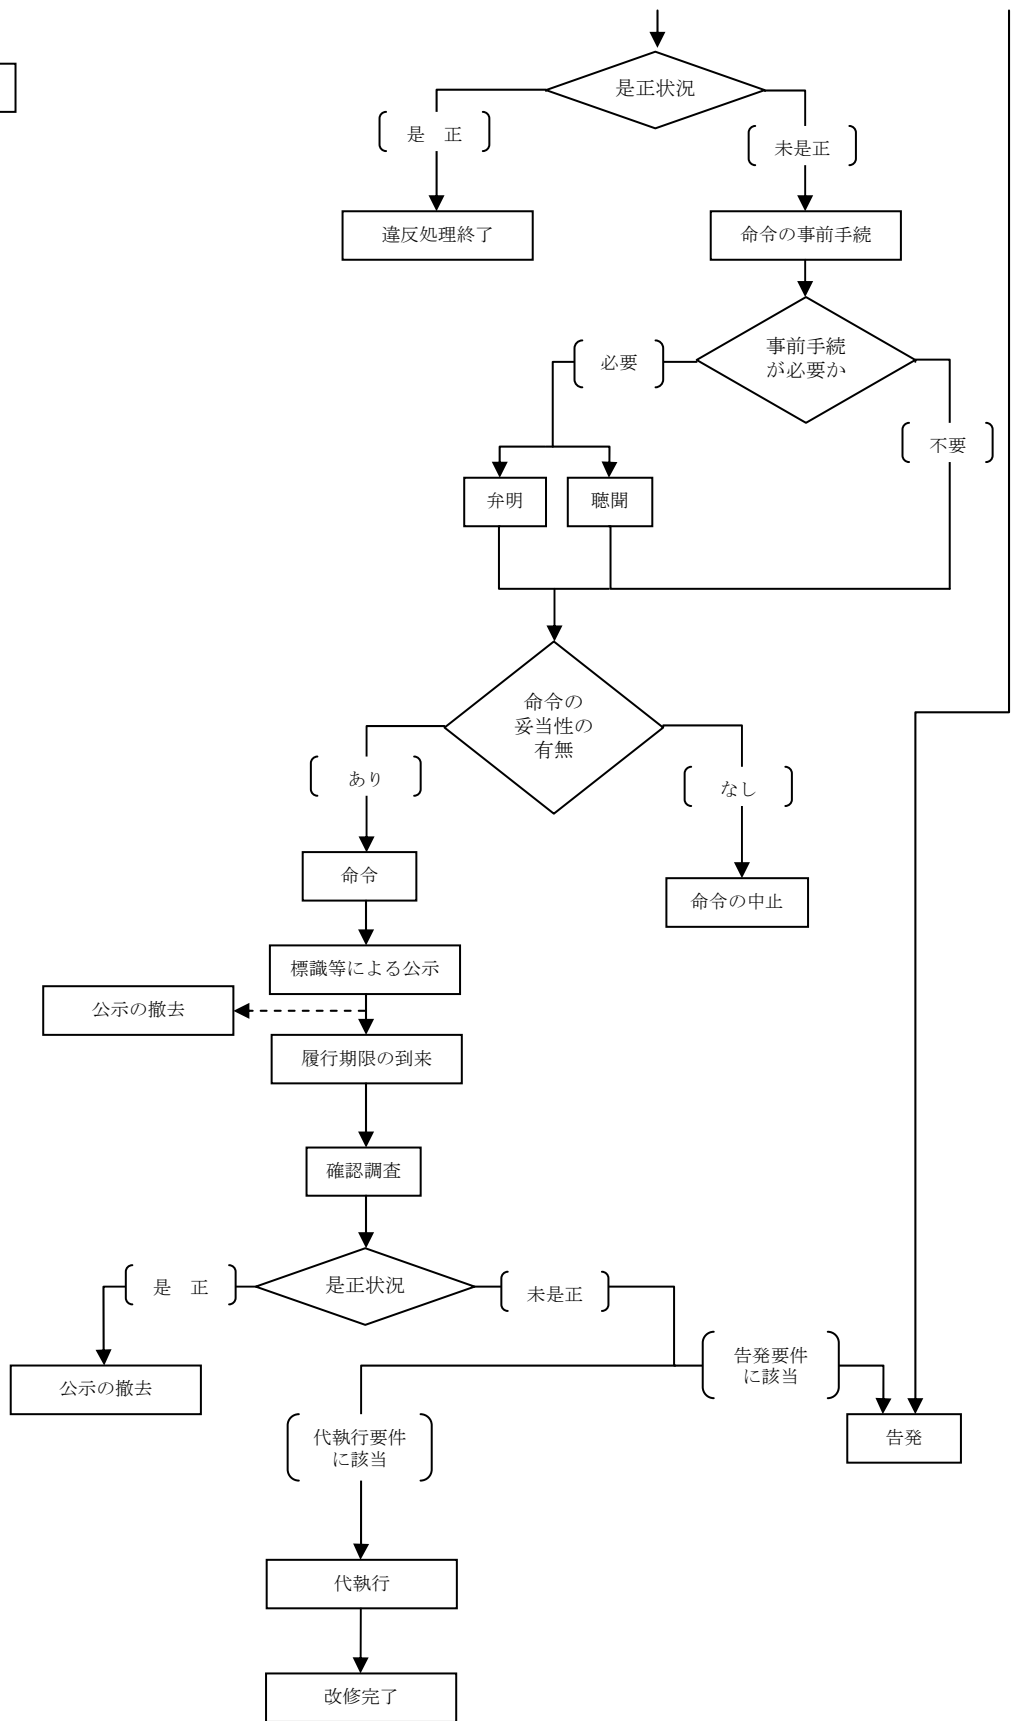 是正状況
是　正
未是正
違反処理終了
命令の事前手続
事前手続
が必要か
必要
不要
弁明
聴聞
命令の
妥当性の
有無
あり
なし
命令
命令の中止
標識等による公示
公示の撤去
履行期限の到来
確認調査
是正状況
是　正
未是正
告発要件
に該当
公示の撤去
代執行要件
に該当
告発
代執行
改修完了